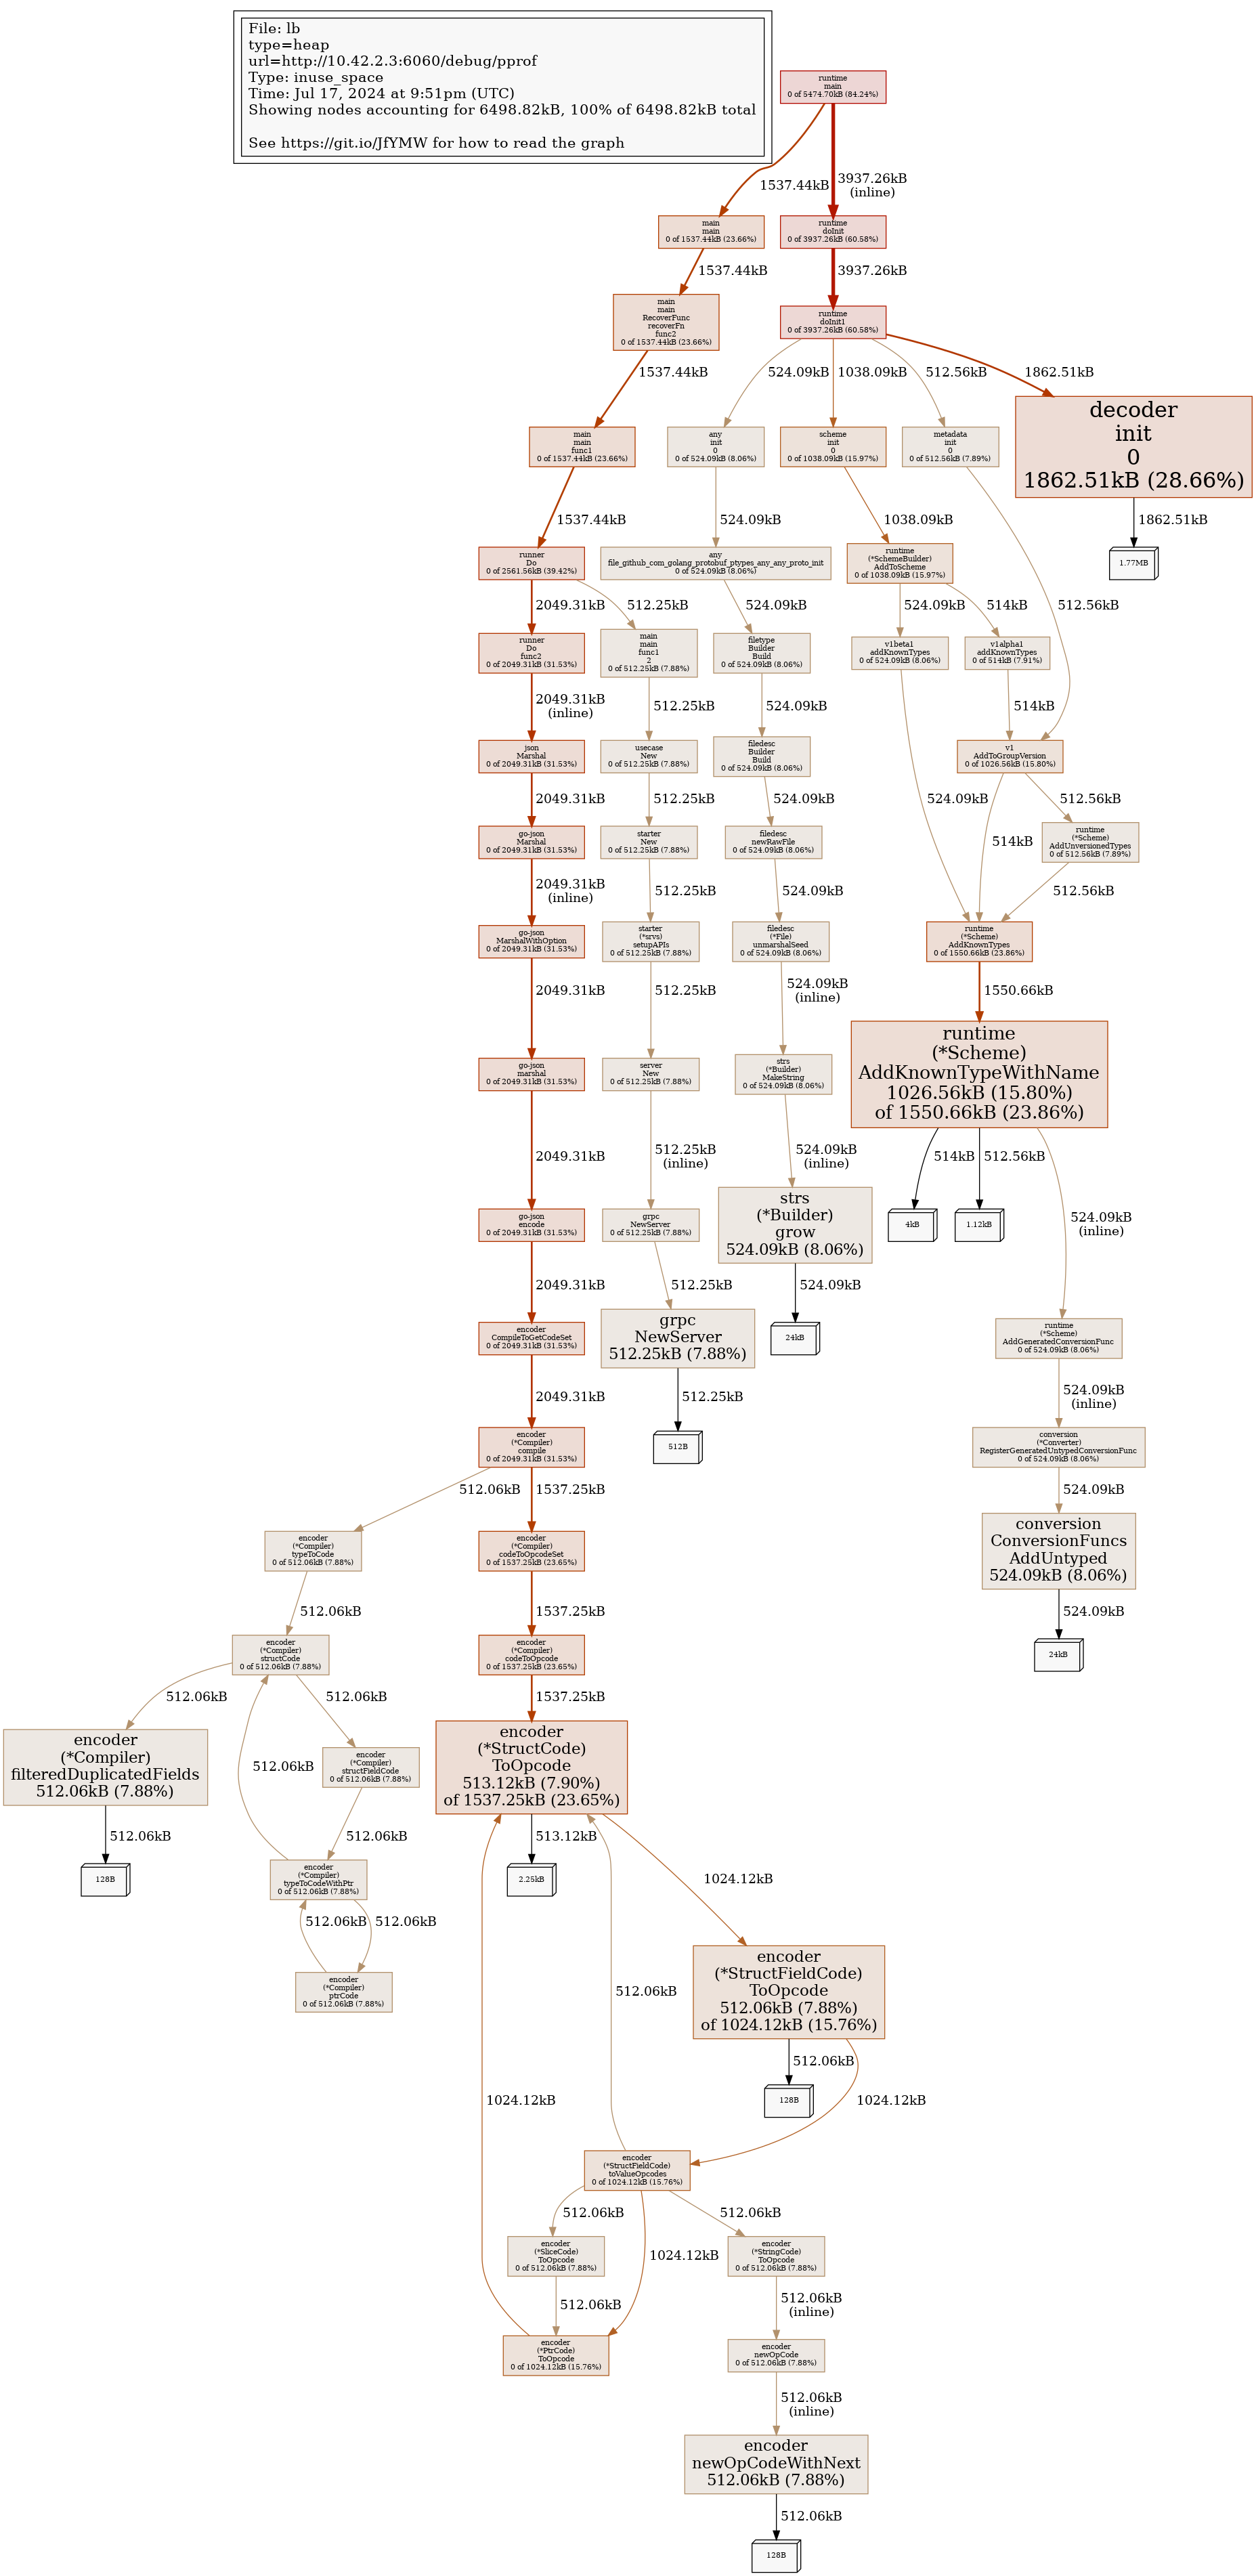 File: lb
type=heap
url=http://10.42.2.3:6060/debug/pprof
Type: inuse_space
Time: Jul 17, 2024 at 9:51pm (UTC)
Showing nodes accounting for 6498.82kB, 100% of 6498.82kB total
See https://git.io/JfYMW for how to read the graph
runtime
main
0 of 5474.70kB (84.24%)
1537.44kB
3937.26kB
(inline)
main
main
0 of 1537.44kB (23.66%)
runtime
doInit
0 of 3937.26kB (60.58%)
1537.44kB
3937.26kB
main
main
RecoverFunc
recoverFn
func2
0 of 1537.44kB (23.66%)
runtime
doInit1
0 of 3937.26kB (60.58%)
1537.44kB
524.09kB
1038.09kB
512.56kB
1862.51kB
main
main
func1
0 of 1537.44kB (23.66%)
any
init
0
0 of 524.09kB (8.06%)
scheme
init
0
0 of 1038.09kB (15.97%)
metadata
init
0
0 of 512.56kB (7.89%)
decoder
init
0
1862.51kB (28.66%)
1537.44kB
524.09kB
1038.09kB
1862.51kB
1.77MB
runner
Do
0 of 2561.56kB (39.42%)
any
file_github_com_golang_protobuf_ptypes_any_any_proto_init
0 of 524.09kB (8.06%)
runtime
(*SchemeBuilder)
AddToScheme
0 of 1038.09kB (15.97%)
2049.31kB
512.25kB
524.09kB
524.09kB
514kB
512.56kB
runner
Do
func2
0 of 2049.31kB (31.53%)
main
main
func1
2
0 of 512.25kB (7.88%)
filetype
Builder
Build
0 of 524.09kB (8.06%)
v1beta1
addKnownTypes
0 of 524.09kB (8.06%)
v1alpha1
addKnownTypes
0 of 514kB (7.91%)
2049.31kB
(inline)
512.25kB
524.09kB
514kB
json
Marshal
0 of 2049.31kB (31.53%)
usecase
New
0 of 512.25kB (7.88%)
filedesc
Builder
Build
0 of 524.09kB (8.06%)
v1
AddToGroupVersion
0 of 1026.56kB (15.80%)
2049.31kB
512.25kB
524.09kB
524.09kB
512.56kB
go-json
Marshal
0 of 2049.31kB (31.53%)
starter
New
0 of 512.25kB (7.88%)
filedesc
newRawFile
0 of 524.09kB (8.06%)
514kB
runtime
(*Scheme)
AddUnversionedTypes
0 of 512.56kB (7.89%)
2049.31kB
(inline)
512.25kB
524.09kB
512.56kB
go-json
MarshalWithOption
0 of 2049.31kB (31.53%)
starter
(*srvs)
setupAPIs
0 of 512.25kB (7.88%)
filedesc
(*File)
unmarshalSeed
0 of 524.09kB (8.06%)
runtime
(*Scheme)
AddKnownTypes
0 of 1550.66kB (23.86%)
2049.31kB
512.25kB
524.09kB
(inline)
1550.66kB
go-json
marshal
0 of 2049.31kB (31.53%)
server
New
0 of 512.25kB (7.88%)
strs
(*Builder)
MakeString
0 of 524.09kB (8.06%)
runtime
(*Scheme)
AddKnownTypeWithName
1026.56kB (15.80%)
of 1550.66kB (23.86%)
2049.31kB
512.25kB
(inline)
524.09kB
(inline)
514kB
512.56kB
524.09kB
(inline)
4kB
1.12kB
go-json
encode
0 of 2049.31kB (31.53%)
grpc
NewServer
0 of 512.25kB (7.88%)
strs
(*Builder)
grow
524.09kB (8.06%)
2049.31kB
512.25kB
524.09kB
24kB
encoder
CompileToGetCodeSet
0 of 2049.31kB (31.53%)
grpc
NewServer
512.25kB (7.88%)
runtime
(*Scheme)
AddGeneratedConversionFunc
0 of 524.09kB (8.06%)
2049.31kB
512.25kB
512B
524.09kB
(inline)
encoder
(*Compiler)
compile
0 of 2049.31kB (31.53%)
conversion
(*Converter)
RegisterGeneratedUntypedConversionFunc
0 of 524.09kB (8.06%)
512.06kB
1537.25kB
524.09kB
encoder
(*Compiler)
typeToCode
0 of 512.06kB (7.88%)
encoder
(*Compiler)
codeToOpcodeSet
0 of 1537.25kB (23.65%)
conversion
ConversionFuncs
AddUntyped
524.09kB (8.06%)
512.06kB
1537.25kB
524.09kB
24kB
encoder
(*Compiler)
structCode
0 of 512.06kB (7.88%)
encoder
(*Compiler)
codeToOpcode
0 of 1537.25kB (23.65%)
512.06kB
512.06kB
1537.25kB
encoder
(*Compiler)
filteredDuplicatedFields
512.06kB (7.88%)
512.06kB
encoder
(*Compiler)
structFieldCode
0 of 512.06kB (7.88%)
encoder
(*StructCode)
ToOpcode
513.12kB (7.90%)
of 1537.25kB (23.65%)
512.06kB
512.06kB
513.12kB
1024.12kB
128B
2.25kB
encoder
(*Compiler)
typeToCodeWithPtr
0 of 512.06kB (7.88%)
512.06kB
512.06kB
encoder
(*Compiler)
ptrCode
0 of 512.06kB (7.88%)
512.06kB
encoder
(*StructFieldCode)
ToOpcode
512.06kB (7.88%)
of 1024.12kB (15.76%)
1024.12kB
512.06kB
1024.12kB
128B
encoder
(*StructFieldCode)
toValueOpcodes
0 of 1024.12kB (15.76%)
512.06kB
1024.12kB
512.06kB
encoder
(*SliceCode)
ToOpcode
0 of 512.06kB (7.88%)
encoder
(*StringCode)
ToOpcode
0 of 512.06kB (7.88%)
512.06kB
512.06kB
(inline)
encoder
(*PtrCode)
ToOpcode
0 of 1024.12kB (15.76%)
encoder
newOpCode
0 of 512.06kB (7.88%)
512.06kB
(inline)
encoder
newOpCodeWithNext
512.06kB (7.88%)
512.06kB
128B